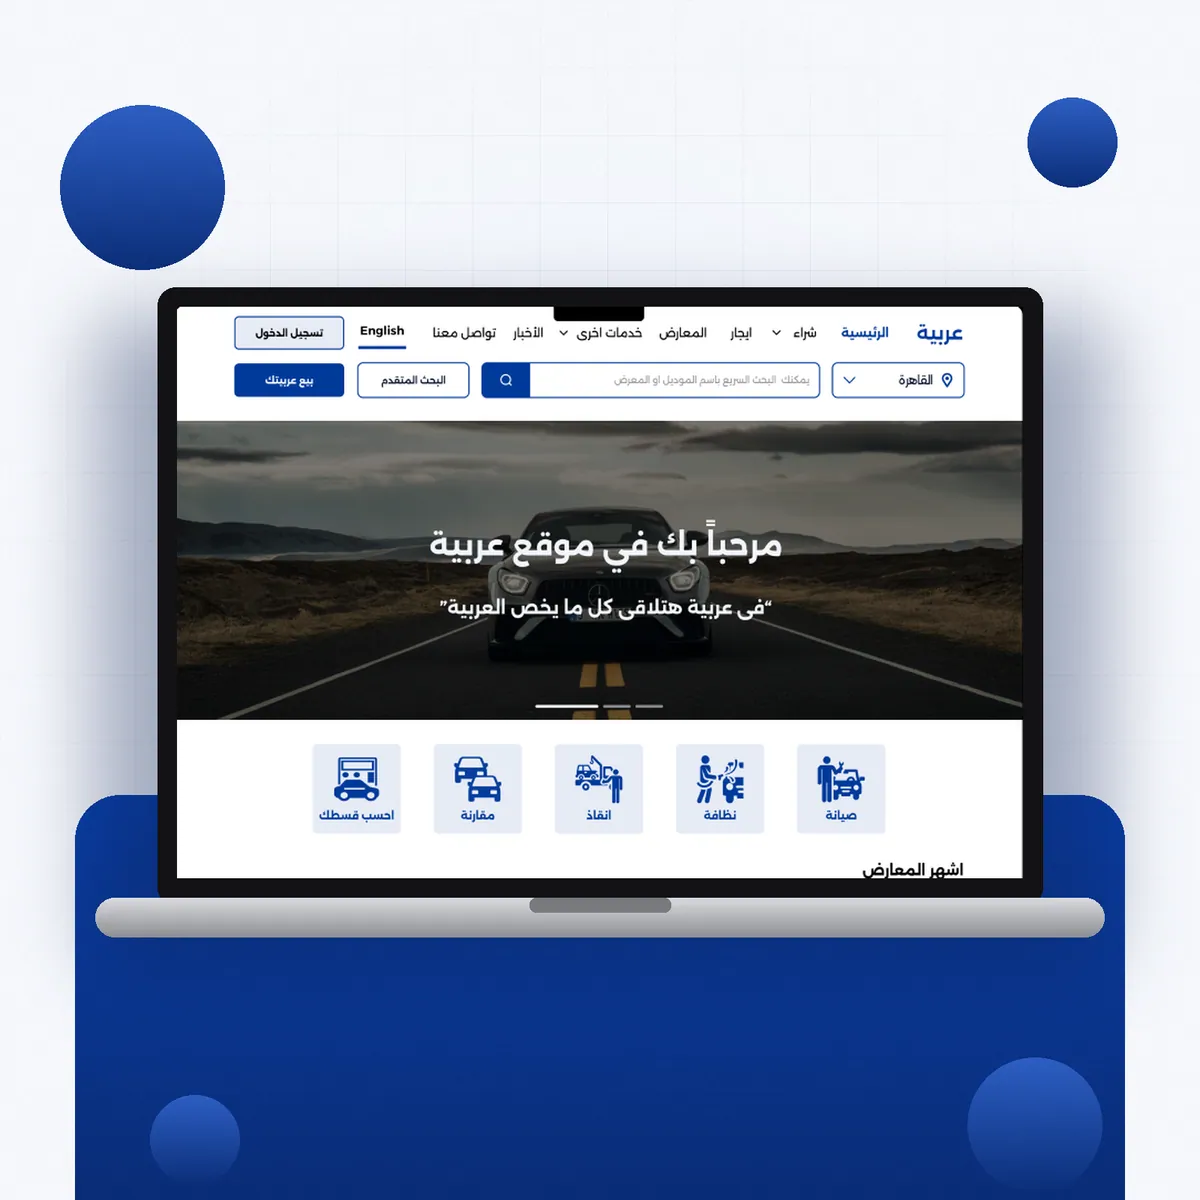 عربية
الرئيسية
شراء
ايجار
المعارض
خدمات اخرى
الأخبار
تواصل معنا
English
تسجيل الدخول
القاهرة
يمكنك البحث السريع باسم الموديل او المعرض
البحث المتقدم
بيع عربيتك
مرحباً بك في موقع عربية
“فى عربية هتلاقى كل ما يخص العربية”
صيانة
نظافة
انقاذ
مقارنة
احسب قسطك
اشهر المعارض